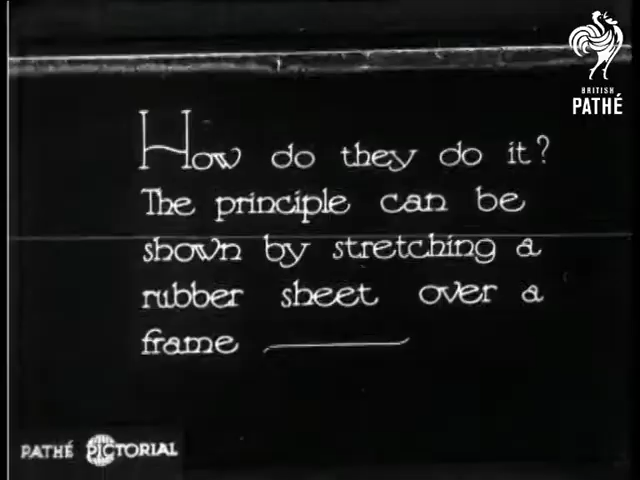 BRITISH
PATHÉ
How do they do it?
The principle can be
shown by stretching a
rubber sheet over a
frame
PATHÉ PICTORIAL